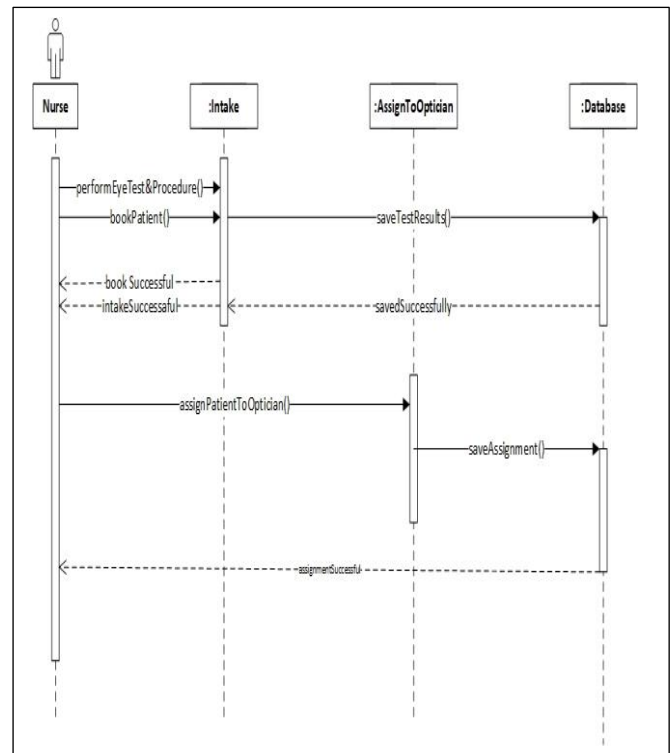 Nurse
:Intake
:AssignToOptician
:Database
performEyeTest&Procedure()
bookPatient()
saveTestResults()
book Successful
intakeSuccessaful
savedSuccessfully
assignPatientToOptician()
saveAssignment()
assignmentSuccessful